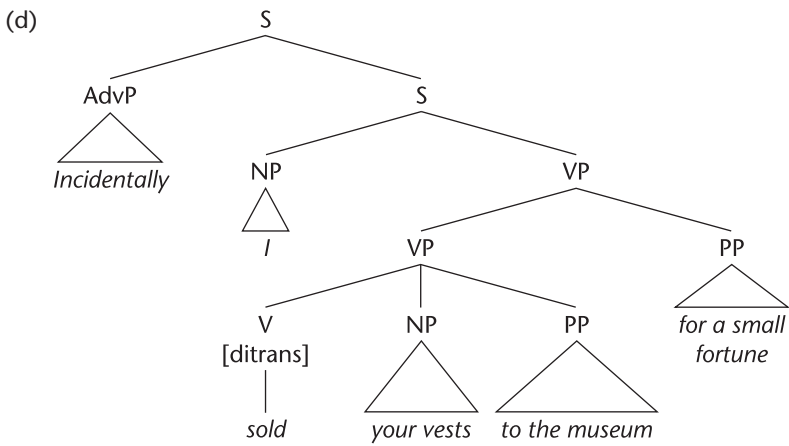 (d)
S
AdvP S
Incidentally
NP VP
I
VP PP
V NP PP
[ditrans]
for a small
fortune
sold your vests to the museum